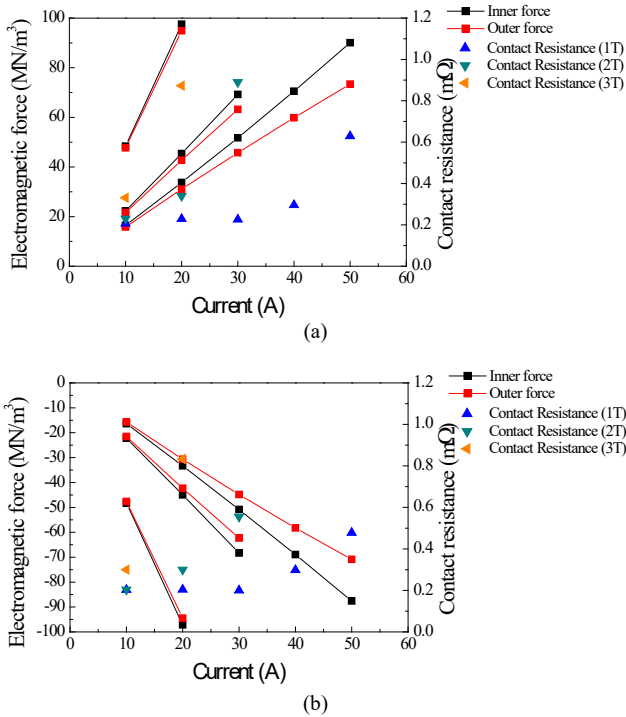 100
80
60
40
20
0
Electromagnetic force (MN/m³)
0 10 20 30 40 50 60
Current (A)
1.2
1.0
0.8
0.6
0.4
0.2
0.0
Contact resistance (mΩ)
Inner force
Outer force
Contact Resistance (1T)
Contact Resistance (2T)
Contact Resistance (3T)
(a)
0
-10
-20
-30
-40
-50
-60
-70
-80
-90
-100
Electromagnetic force (MN/m³)
0 10 20 30 40 50 60
Current (A)
1.2
1.0
0.8
0.6
0.4
0.2
0.0
Contact resistance (mΩ)
Inner force
Outer force
Contact Resistance (1T)
Contact Resistance (2T)
Contact Resistance (3T)
(b)